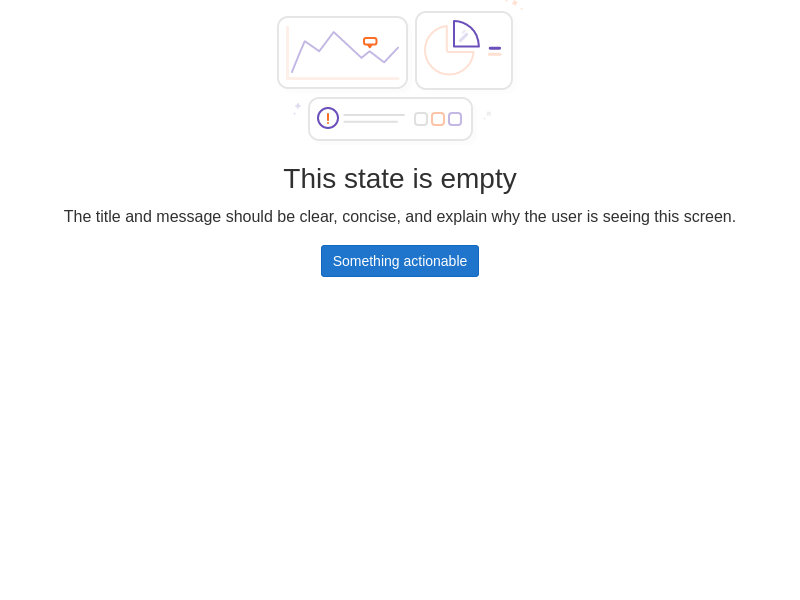 This state is empty
The title and message should be clear, concise, and explain why the user is seeing this screen.
Something actionable